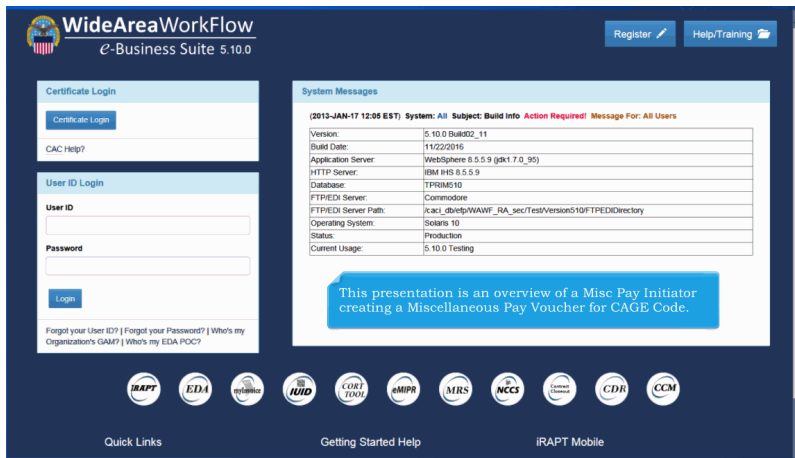 WideAreaWorkFlow
e-Business Suite 5.10.0
Register
Help/Training
Certificate Login
Certificate Login
CAC Help?
User ID Login
User ID
Password
Login
Forgot your User ID? | Forgot your Password? | Who's my
Organization's GAM? | Who's my EDA POC?
System Messages
(2013-JAN-17 12:05 EST) System: All Subject: Build Info Action Required! Message For: All Users
Version: 5.10.0 Build02_11
Build Date: 11/22/2016
Application Server: WebSphere 8.5.5.9 (jdk1.7.0_95)
HTTP Server: IBM IHS 8.5.5.9
Database: TPRIM510
FTP/EDI Server: Commodore
FTP/EDI Server Path: /caci_db/efp/WAWF_RA_sec/Test/Version510/FTPEDIDirectory
Operating System: Solaris 10
Status: Production
Current Usage: 5.10.0 Testing
This presentation is an overview of a Misc Pay Initiator
creating a Miscellaneous Pay Voucher for CAGE Code.
iRAPT EDA myInvoice IUID CORT TOOL eMIPR MRS NCCS Contract Closeout CDR CCM
Quick Links Getting Started Help iRAPT Mobile